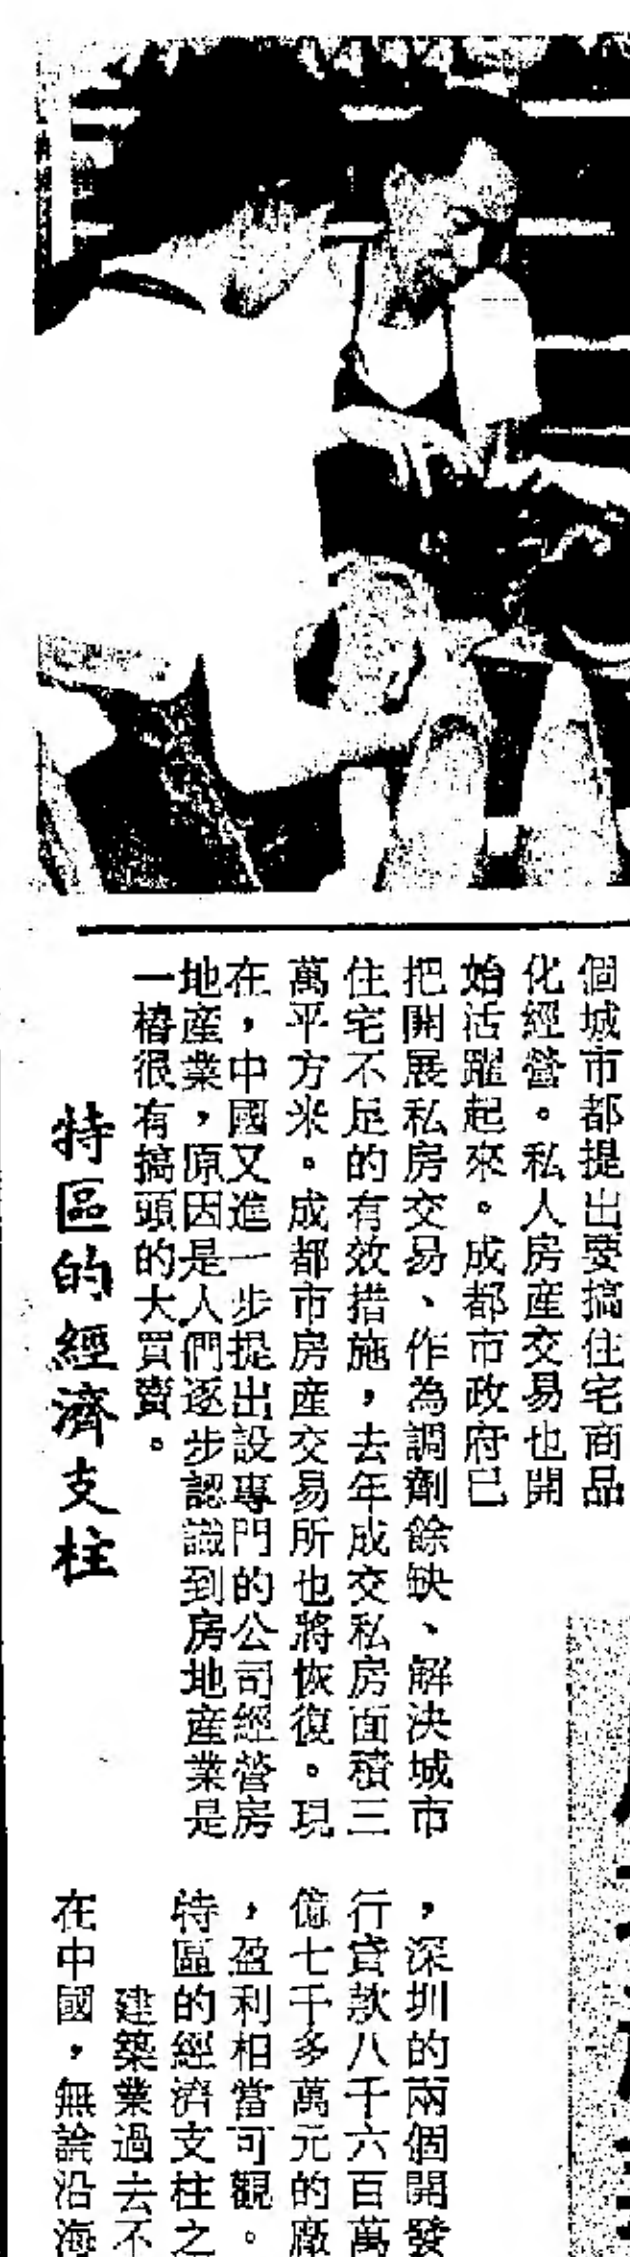 個城市都提出要搞住宅商品
化經營。私人房產交易也開
始活躍起來。成都市政府已
把開展私房交易、作為調劑餘缺、解決城市
住宅不足的有效措施，去年成交私房面積三
萬平方米。成都市房產交易所也將恢復。現
在，中國又進一步提出設專門的公司經營房
地產業，原因是人們逐步認識到房地產業是
一樁很有搞頭的大買賣。
特區的經濟支柱
，深圳的兩個開發
行貸款八千六百萬
億七千多萬元的廠
，盈利相當可觀。
特區的經濟支柱之
建築業過去不
在中國，無論沿海